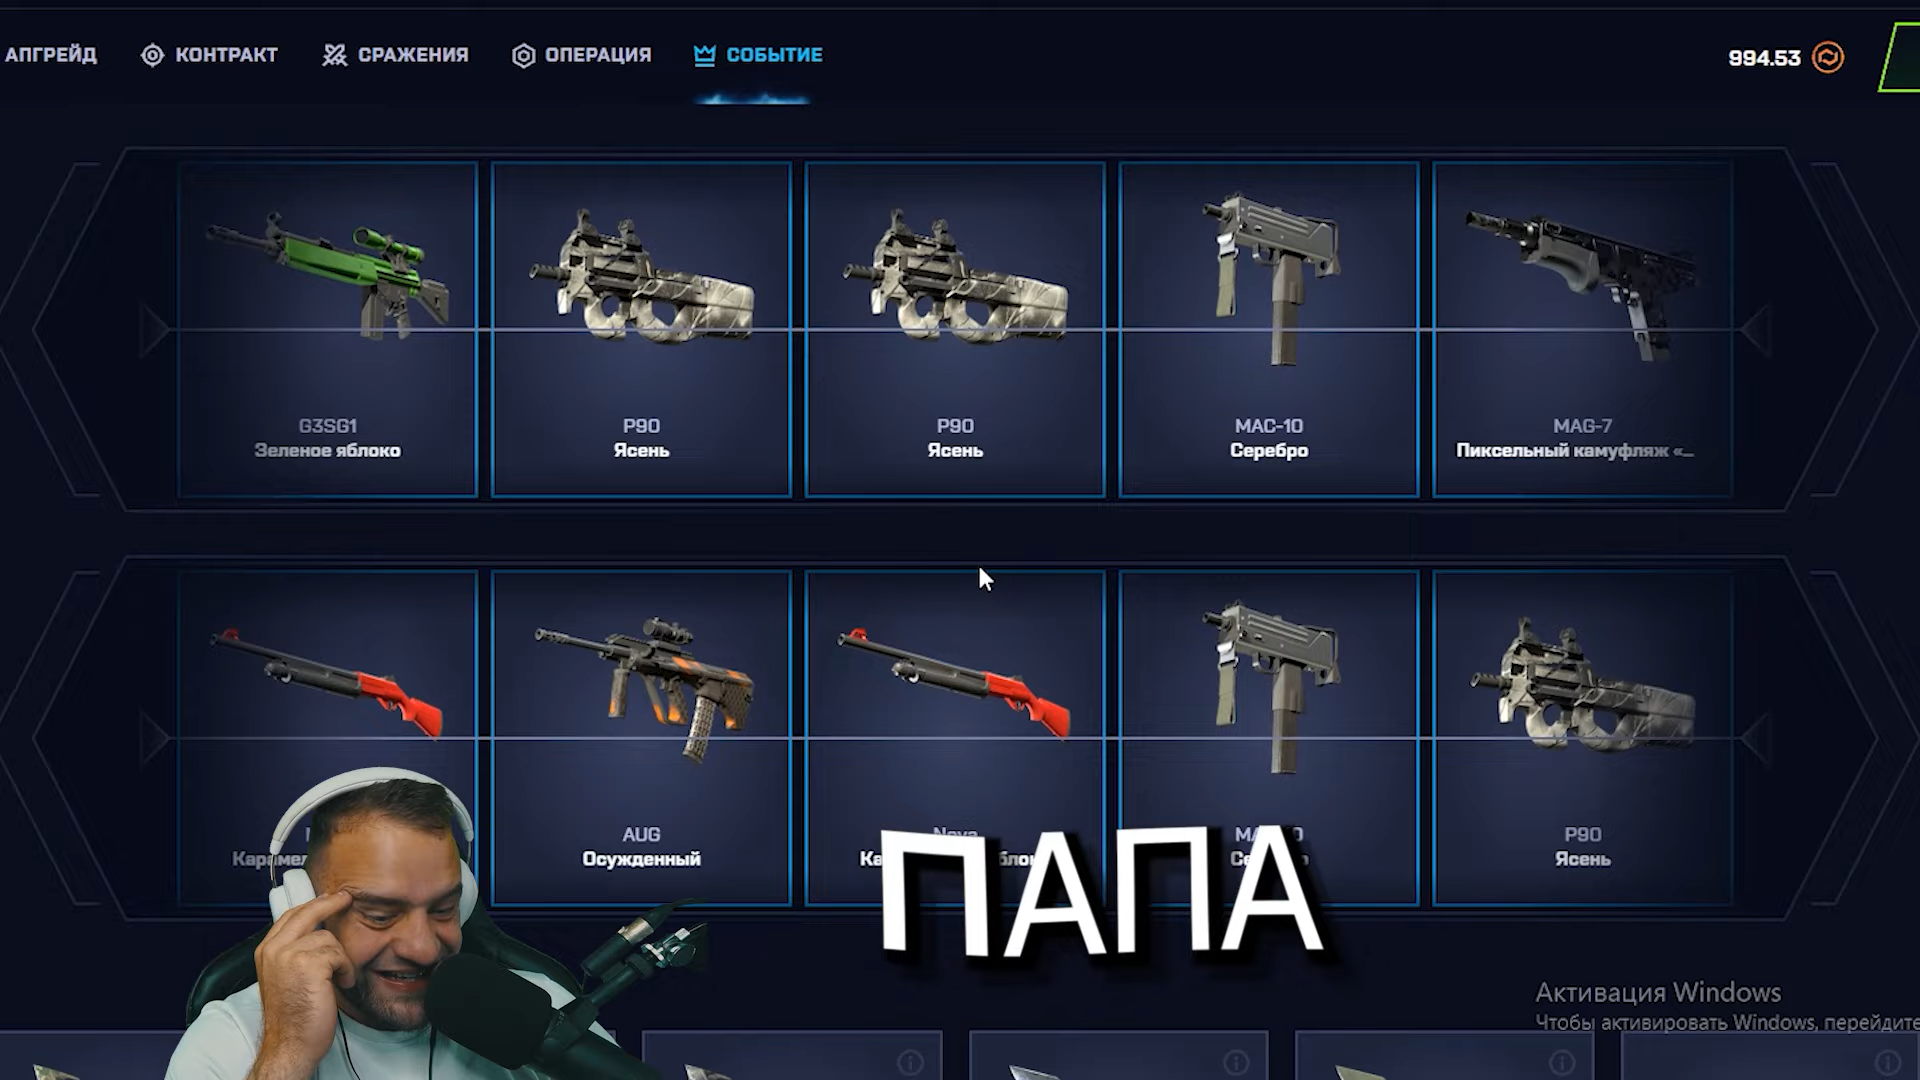 АПГРЕЙД КОНТРАКТ СРАЖЕНИЯ ОПЕРАЦИЯ СОБЫТИЕ 994.53
G3SG1 P90 P90 MAC-10 MAG-7
Зеленое яблоко Ясень Ясень Серебро Пиксельный камуфляж «...
AUG Nova P90
Осужденный Ясень
ПАПА
Активация Windows
Чтобы активировать Windows, перейдите